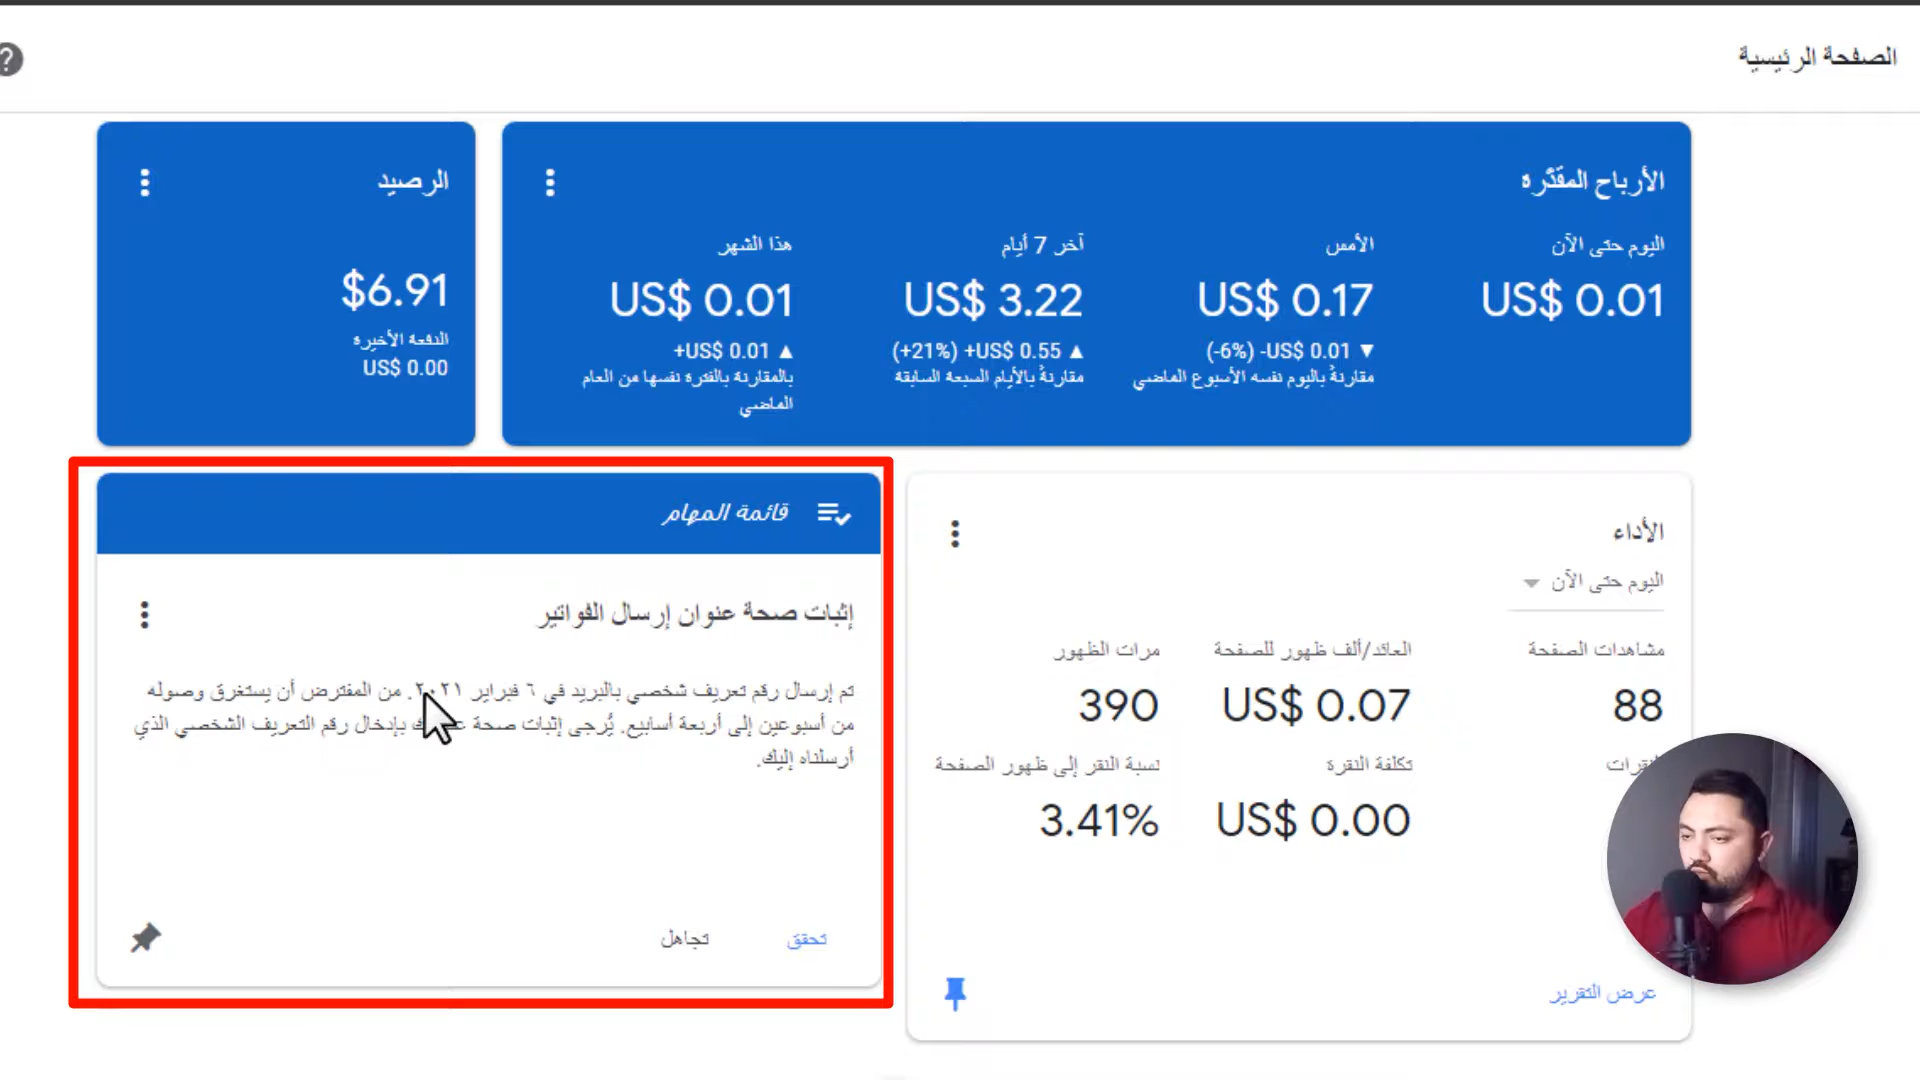 الصفحة الرئيسية
?
الأرباح المقدّرة
اليوم حتى الآن
US$ 0.01
الأمس
US$ 0.17
▼ -US$ 0.01 (-6%)
مقارنةً باليوم نفسه الأسبوع الماضي
آخر 7 أيام
US$ 3.22
▲ +US$ 0.55 (+21%)
مقارنةً بالأيام السبعة السابقة
هذا الشهر
US$ 0.01
▲ +US$ 0.01
بالمقارنة بالفترة نفسها من العام
الماضي
الرصيد
$6.91
الدفعة الأخيرة
US$ 0.00
الأداء
اليوم حتى الآن
مشاهدات الصفحة
88
العائد/ألف ظهور للصفحة
US$ 0.07
مرات الظهور
390
تكلفة النقرة
US$ 0.00
نسبة النقر إلى ظهور الصفحة
3.41%
عرض التقرير
قائمة المهام
إثبات صحة عنوان إرسال الفواتير
تم إرسال رقم تعريف شخصي بالبريد في ٦ فبراير ٢٠٢١. من المفترض أن يستغرق وصوله
من أسبوعين إلى أربعة أسابيع. يُرجى إثبات صحة بإدخال رقم التعريف الشخصي الذي
أرسلناه إليك.
تحقق
تجاهل